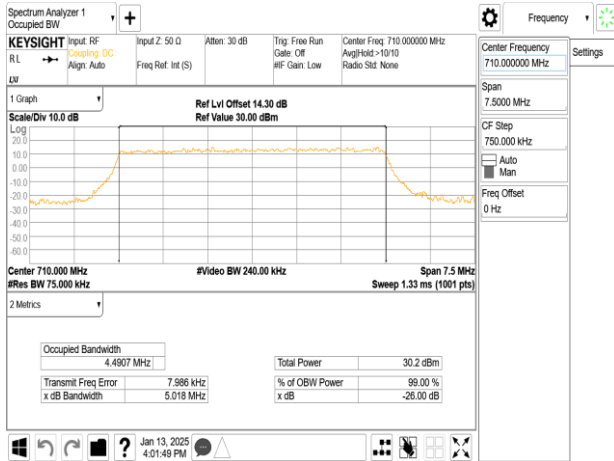 Spectrum Analyzer 1
Occupied BW
KEYSIGHT
RL
LXI
Input: RF
Coupling: DC
Align: Auto
Input Z: 50 Ω
Freq Ref: Int (S)
Atten: 30 dB
Trig: Free Run
Gate: Off
#IF Gain: Low
Center Freq: 710.000000 MHz
Avg|Hold:>10/10
Radio Std: None
1 Graph
Scale/Div 10.0 dB
Ref Lvl Offset 14.30 dB
Ref Value 30.00 dBm
Log
20.0
10.0
0.00
-10.0
-20.0
-30.0
-40.0
-50.0
-60.0
Center 710.000 MHz
#Video BW 240.00 kHz
Span 7.5 MHz
#Res BW 75.000 kHz
Sweep 1.33 ms (1001 pts)
2 Metrics
Occupied Bandwidth
4.4907 MHz
Total Power 30.2 dBm
Transmit Freq Error 7.986 kHz
% of OBW Power 99.00 %
x dB Bandwidth 5.018 MHz
x dB -26.00 dB
Jan 13, 2025
4:01:49 PM
Frequency
Center Frequency
710.000000 MHz
Settings
Span
7.5000 MHz
CF Step
750.000 kHz
Auto
Man
Freq Offset
0 Hz